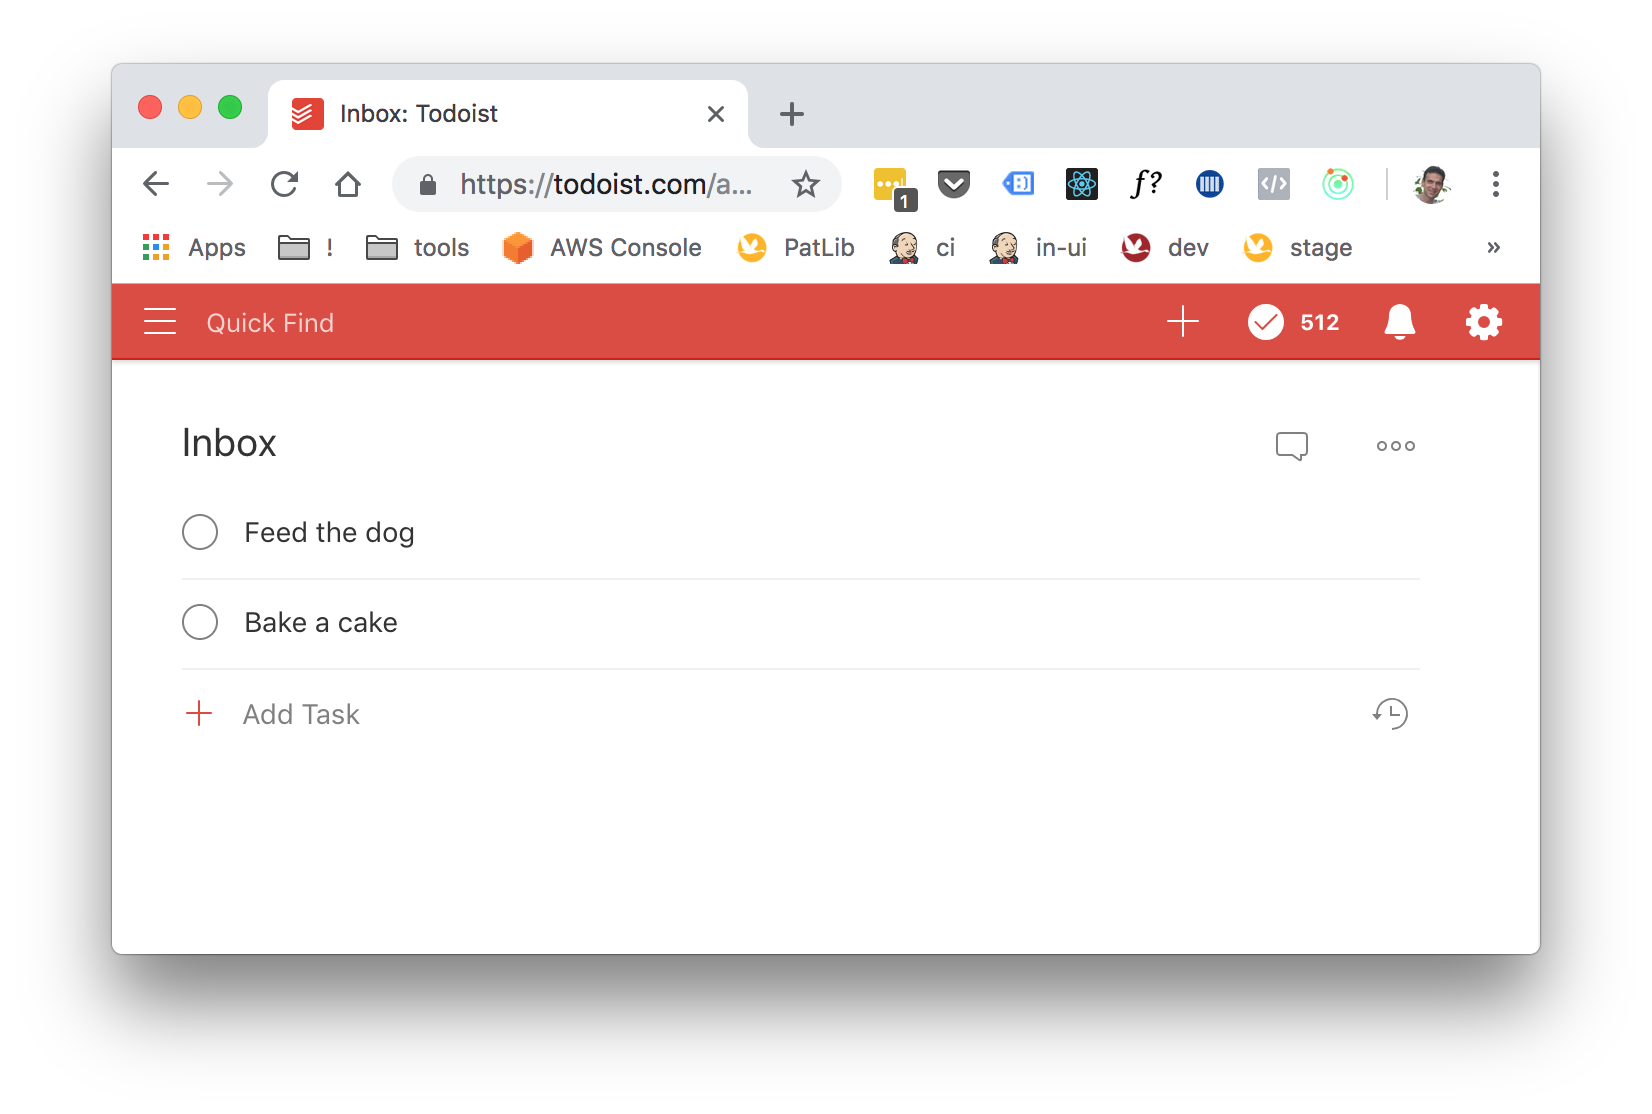 Inbox: Todoist
https://todoist.com/a...
1
f?
Apps ! tools AWS Console PatLib ci in-ui dev stage »
Quick Find 512
Inbox
Feed the dog
Bake a cake
Add Task